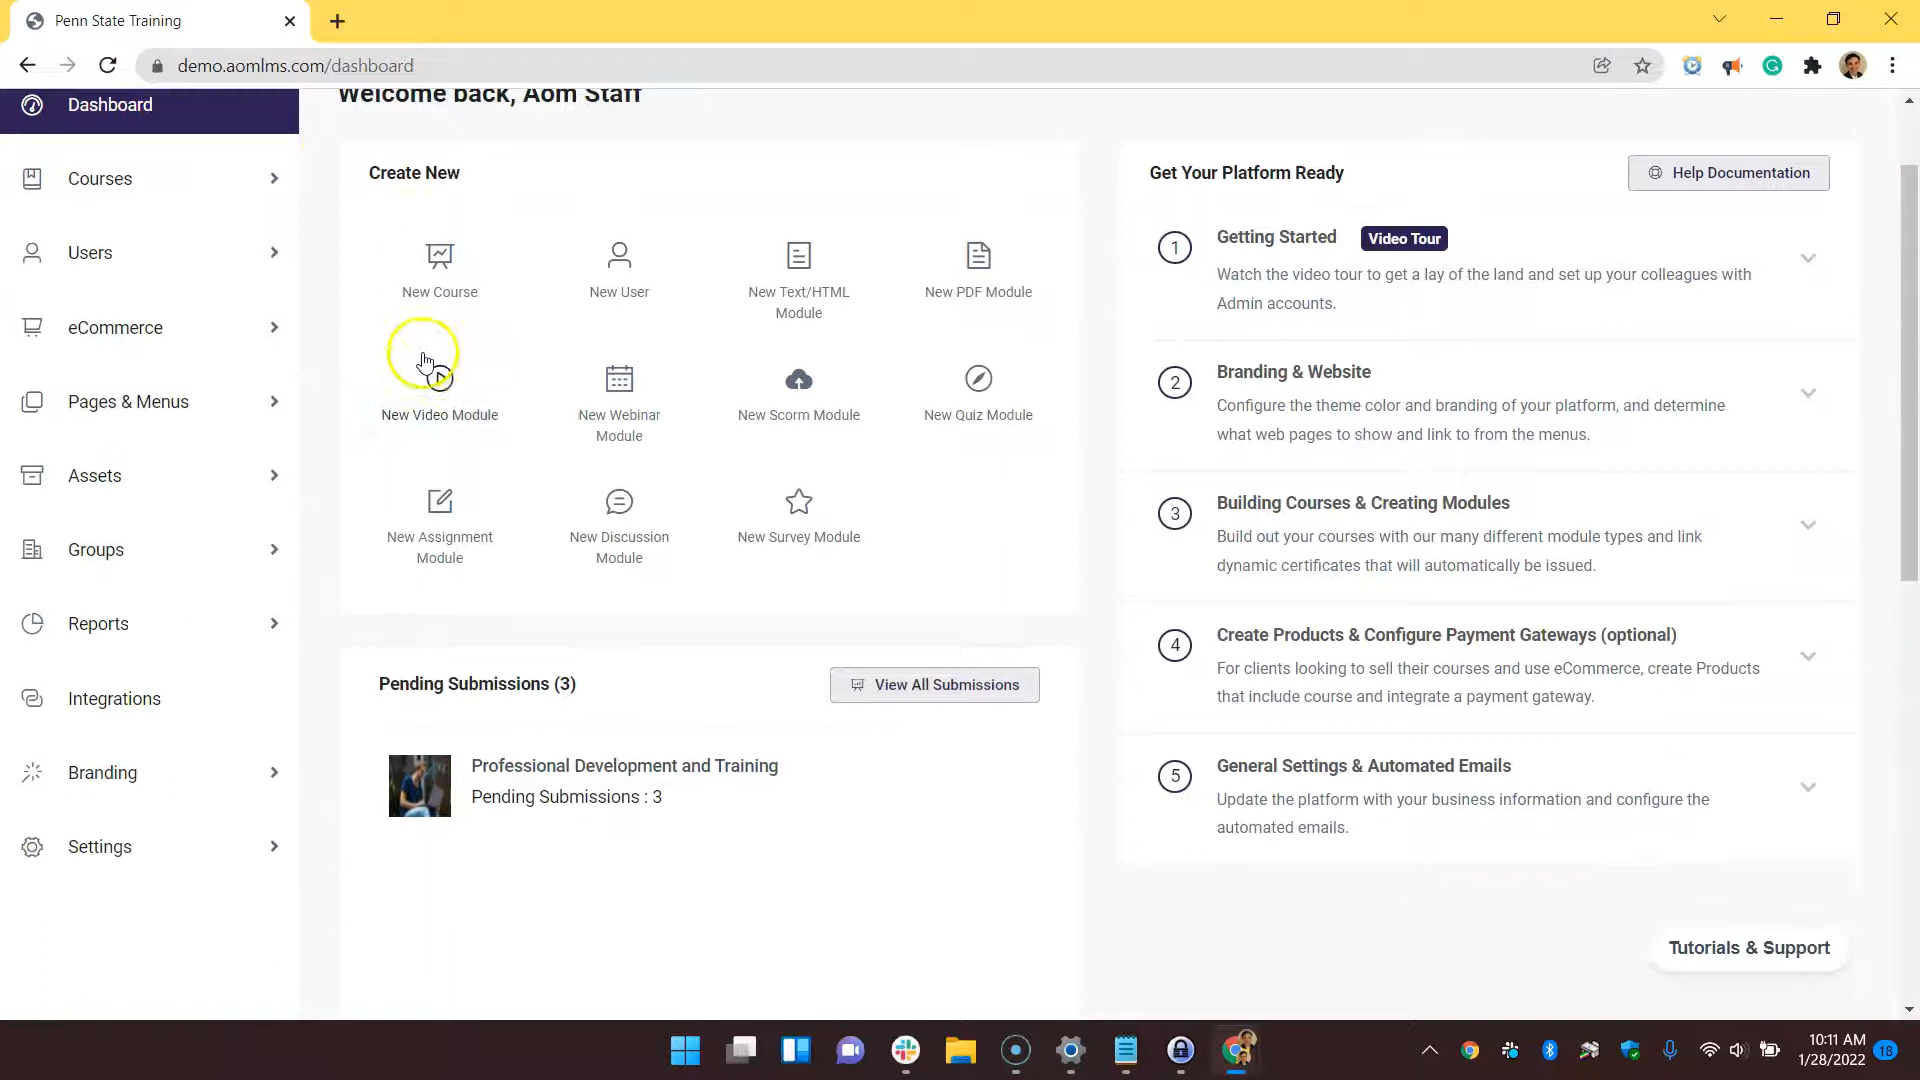 Penn State Training
demo.aomlms.com/dashboard
Dashboard
Courses
Users
eCommerce
Pages & Menus
Assets
Groups
Reports
Integrations
Branding
Settings
Welcome back, Aom Staff
Create New
New Course
New User
New Text/HTML
Module
New PDF Module
New Video Module
New Webinar
Module
New Scorm Module
New Quiz Module
New Assignment
Module
New Discussion
Module
New Survey Module
Pending Submissions (3)
View All Submissions
Professional Development and Training
Pending Submissions : 3
Get Your Platform Ready
Help Documentation
1
Getting Started
Video Tour
Watch the video tour to get a lay of the land and set up your colleagues with
Admin accounts.
2
Branding & Website
Configure the theme color and branding of your platform, and determine
what web pages to show and link to from the menus.
3
Building Courses & Creating Modules
Build out your courses with our many different module types and link
dynamic certificates that will automatically be issued.
4
Create Products & Configure Payment Gateways (optional)
For clients looking to sell their courses and use eCommerce, create Products
that include course and integrate a payment gateway.
5
General Settings & Automated Emails
Update the platform with your business information and configure the
automated emails.
Tutorials & Support
10:11 AM
1/28/2022
18